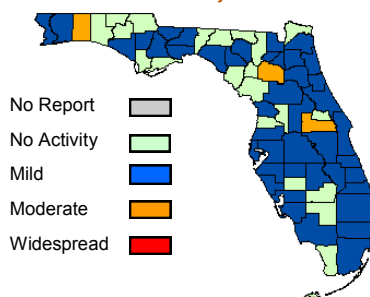 No Report
No Activity
Mild
Moderate
Widespread